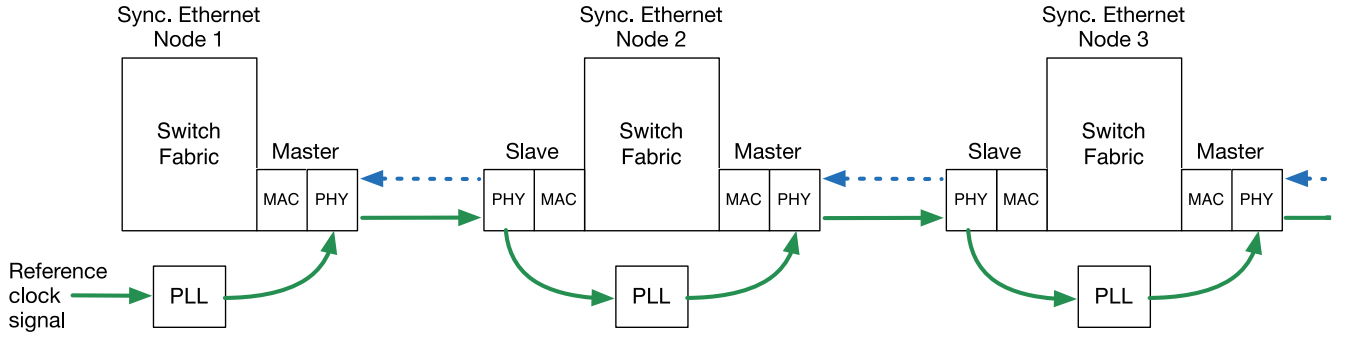 Sync. Ethernet
Node 1
Sync. Ethernet
Node 2
Sync. Ethernet
Node 3
Switch
Fabric
Master
MAC
PHY
Slave
PHY
MAC
Switch
Fabric
Master
MAC
PHY
Slave
PHY
MAC
Switch
Fabric
Master
MAC
PHY
Reference
clock
signal
PLL
PLL
PLL